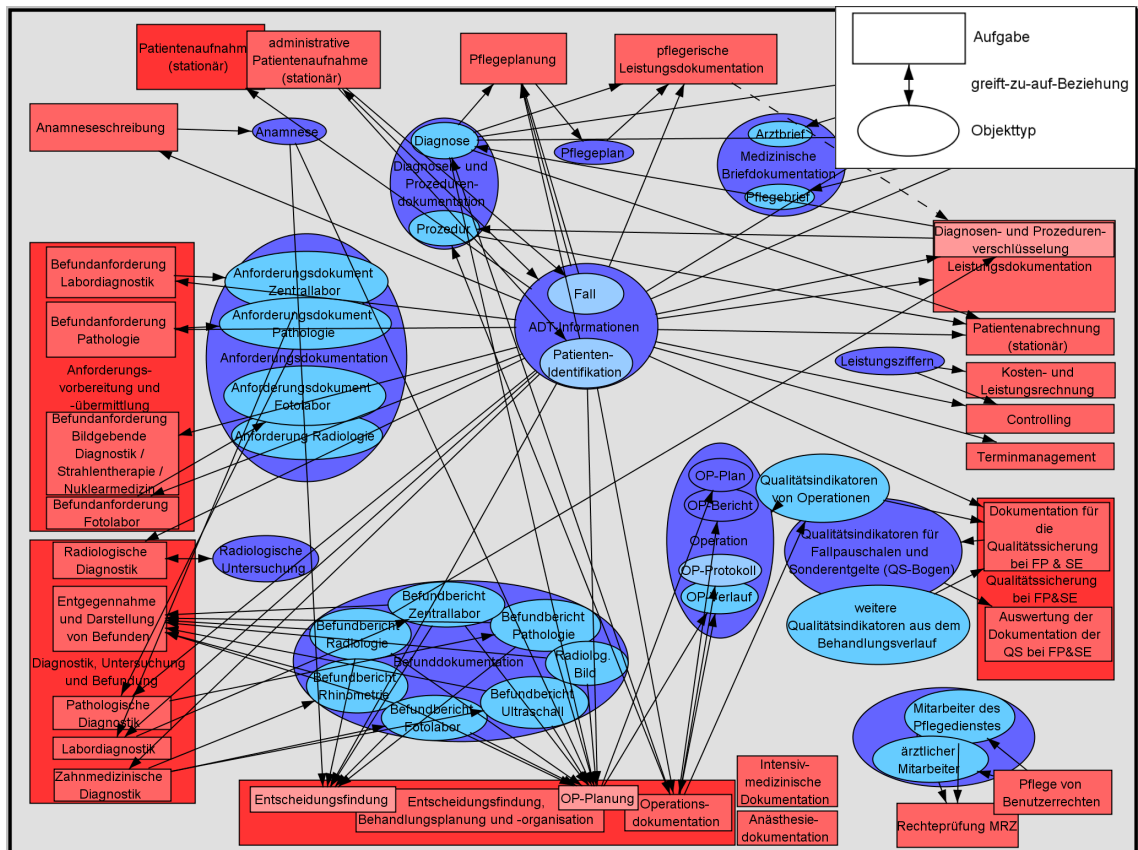 Patientenaufnahme
(stationär)
administrative
Patientenaufnahme
(stationär)
Pflegeplanung
pflegerische
Leistungsdokumentation
Aufgabe
greift-zu-auf-Beziehung
Objekttyp
Anamneseschreibung
Anamnese
Diagnose
Diagnosen- und
Prozeduren-
dokumentation
Prozedur
Pflegeplan
Arztbrief
Medizinische
Briefdokumentation
Pflegebrief
Diagnosen- und Prozeduren-
verschlüsselung
Leistungsdokumentation
Befundanforderung
Labordiagnostik
Befundanforderung
Pathologie
Anforderungs-
vorbereitung und
-übermittlung
Befundanforderung
Bildgebende
Diagnostik /
Strahlentherapie /
Nuklearmedizin
Befundanforderung
Fotolabor
Anforderungsdokument
Zentrallabor
Anforderungsdokument
Pathologie
Anforderungsdokumentation
Anforderungsdokument
Fotolabor
Anforderung Radiologie
Fall
ADT-Informationen
Patienten-
Identifikation
Patientenabrechnung
(stationär)
Leistungsziffern
Kosten- und
Leistungsrechnung
Controlling
Terminmanagement
OP-Plan
OP-Bericht
Operation
OP-Protokoll
OP-Verlauf
Qualitätsindikatoren
von Operationen
Qualitätsindikatoren für
Fallpauschalen und
Sonderentgelte (QS-Bogen)
weitere
Qualitätsindikatoren aus dem
Behandlungsverlauf
Dokumentation für
die
Qualitätssicherung
bei FP & SE
Qualitätssicherung
bei FP&SE
Auswertung der
Dokumentation der
QS bei FP&SE
Radiologische
Diagnostik
Radiologische
Untersuchung
Entgegennahme
und Darstellung
von Befunden
Diagnostik, Untersuchung
und Befundung
Pathologische
Diagnostik
Labordiagnostik
Zahnmedizinische
Diagnostik
Befundbericht
Zentrallabor
Befundbericht
Radiologie
Befundbericht
Pathologie
Befunddokumentation
Radiolog.
Bild
Befundbericht
Rhinometrie
Befundbericht
Ultraschall
Befundbericht
Fotolabor
Mitarbeiter des
Pflegedienstes
ärztlicher
Mitarbeiter
Pflege von
Benutzerrechten
Rechteprüfung MRZ
Entscheidungsfindung
Entscheidungsfindung,
Behandlungsplanung und -organisation
OP-Planung
Operations-
dokumentation
Intensiv-
medizinische
Dokumentation
Anästhesie-
dokumentation